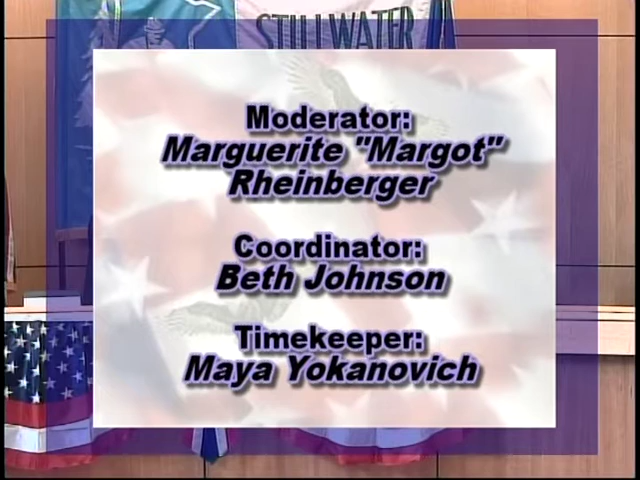 STILLWATER
Moderator:
Marguerite "Margot"
Rheinberger
Coordinator:
Beth Johnson
Timekeeper:
Maya Yokanovich